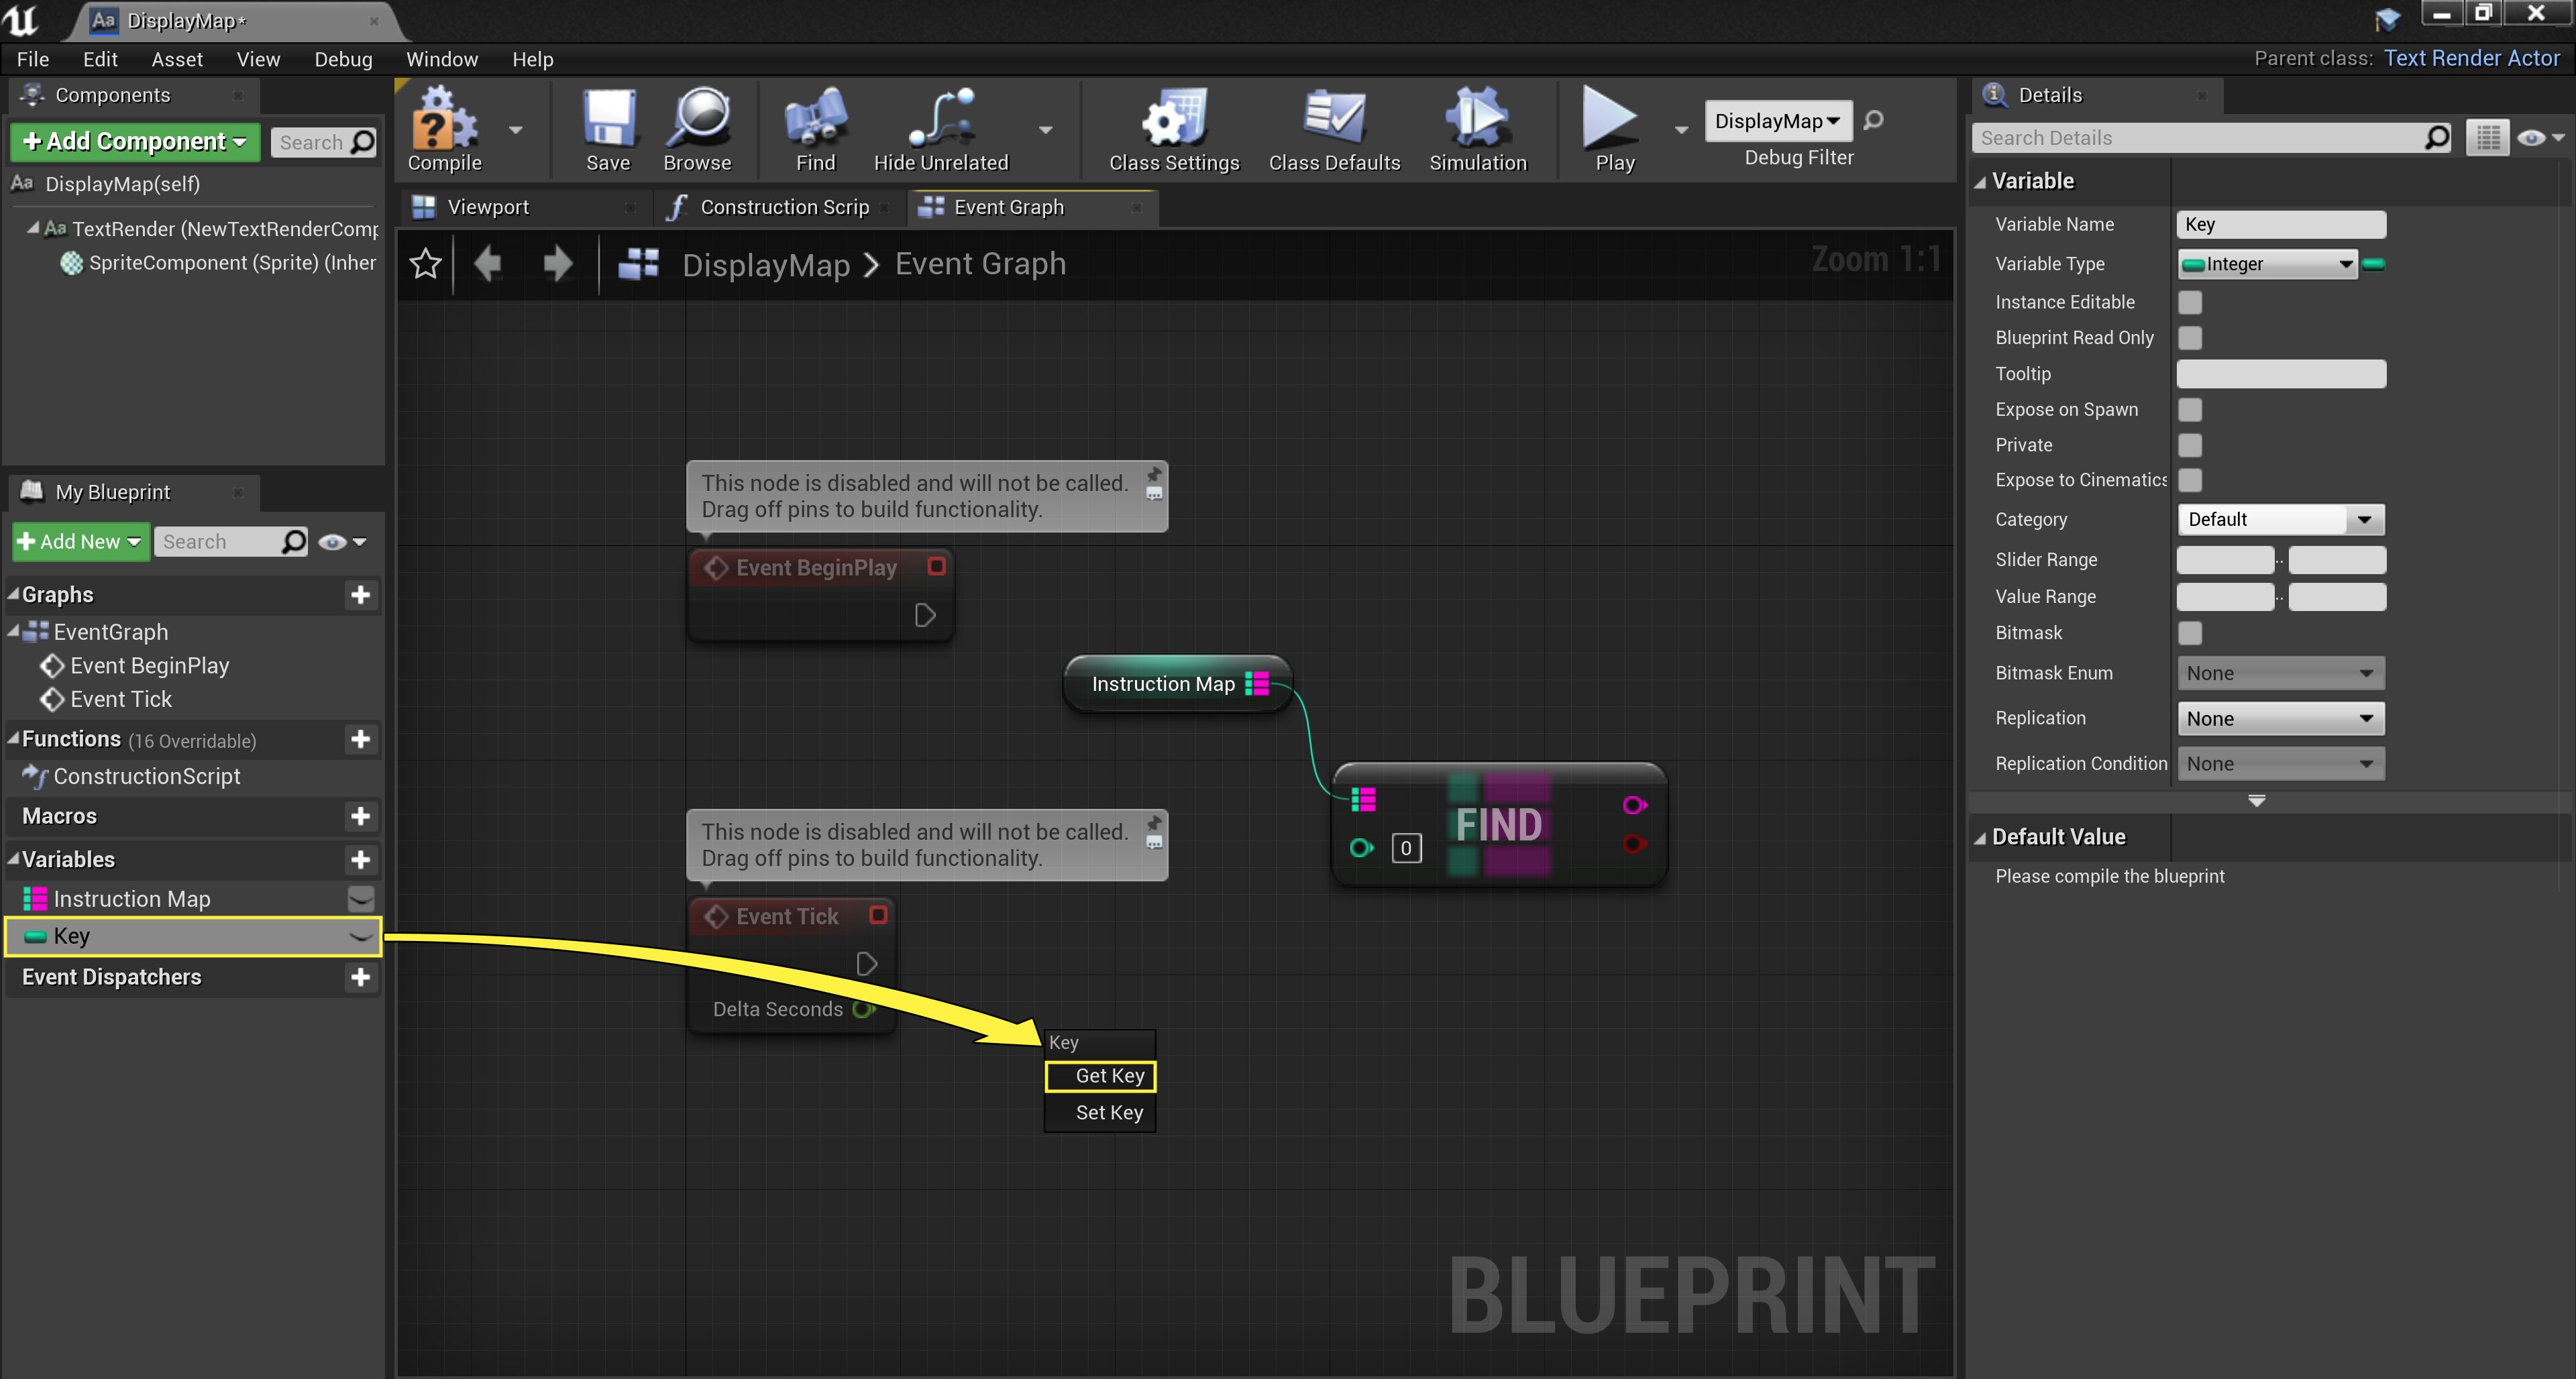 DisplayMap*
File Edit Asset View Debug Window Help
Parent class: Text Render Actor
Components
+ Add Component
Search
Aa DisplayMap(self)
Aa TextRender (NewTextRenderComp
SpriteComponent (Sprite) (Inher
My Blueprint
+ Add New
Search
Graphs
EventGraph
Event BeginPlay
Event Tick
Functions (16 Overridable)
ConstructionScript
Macros
Variables
Instruction Map
Key
Event Dispatchers
Compile
Save
Browse
Find
Hide Unrelated
Class Settings
Class Defaults
Simulation
Play
DisplayMap
Debug Filter
Viewport
Construction Scrip
Event Graph
DisplayMap > Event Graph
Zoom 1:1
This node is disabled and will not be called.
Drag off pins to build functionality.
Event BeginPlay
Instruction Map
FIND
0
This node is disabled and will not be called.
Drag off pins to build functionality.
Event Tick
Delta Seconds
Key
Get Key
Set Key
BLUEPRINT
Details
Search Details
Variable
Variable Name Key
Variable Type Integer
Instance Editable
Blueprint Read Only
Tooltip
Expose on Spawn
Private
Expose to Cinematics
Category Default
Slider Range ..
Value Range ..
Bitmask
Bitmask Enum None
Replication None
Replication Condition None
Default Value
Please compile the blueprint